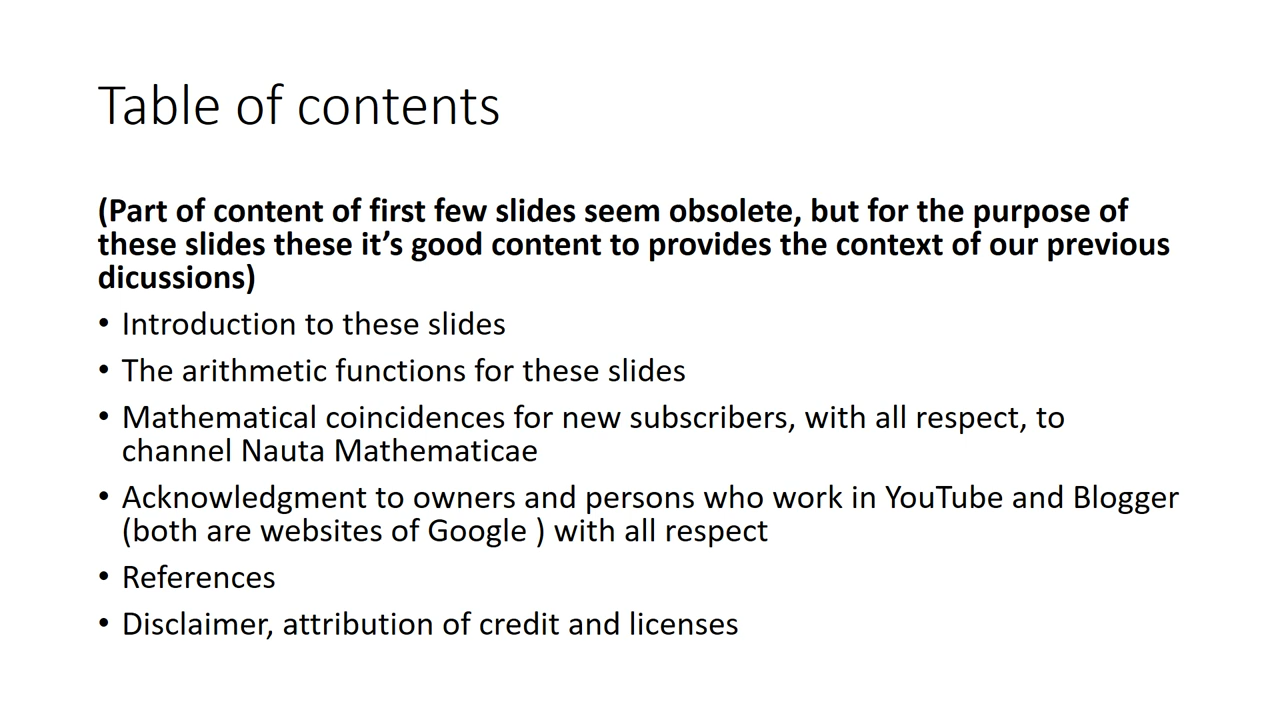 Table of contents
(Part of content of first few slides seem obsolete, but for the purpose of
these slides these it’s good content to provides the context of our previous
dicussions)
• Introduction to these slides
• The arithmetic functions for these slides
• Mathematical coincidences for new subscribers, with all respect, to
channel Nauta Mathematicae
• Acknowledgment to owners and persons who work in YouTube and Blogger
(both are websites of Google ) with all respect
• References
• Disclaimer, attribution of credit and licenses